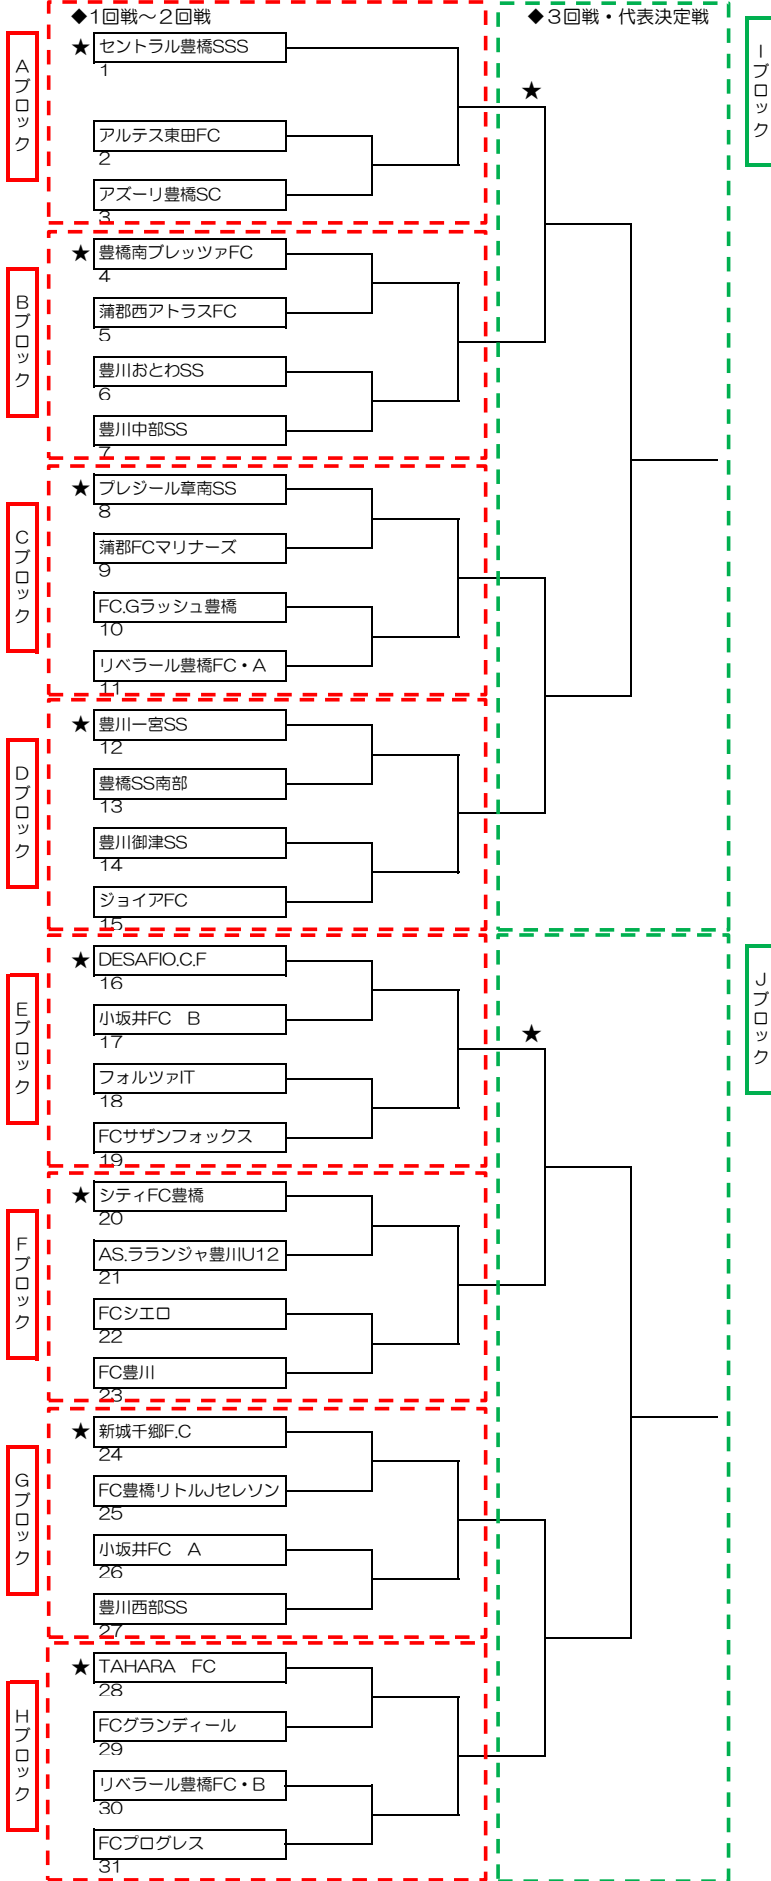 ◆1回戦～2回戦
◆3回戦・代表決定戦
Aブロック
★
セントラル豊橋SSS
1
アルテス東田FC
2
アズーリ豊橋SC
3
★
Iブロック
Bブロック
★
豊橋南ブレッツァFC
4
蒲郡西アトラスFC
5
豊川おとわSS
6
豊川中部SS
7
Cブロック
★
プレジール章南SS
8
蒲郡FCマリナーズ
9
FC.Gラッシュ豊橋
10
リベラール豊橋FC・A
11
Dブロック
★
豊川一宮SS
12
豊橋SS南部
13
豊川御津SS
14
ジョイアFC
15
Eブロック
★
DESAFIO.C.F
16
小坂井FC　B
17
フォルツァIT
18
FCサザンフォックス
19
★
Jブロック
Fブロック
★
シティFC豊橋
20
AS.ラランジャ豊川U12
21
FCシエロ
22
FC豊川
23
Gブロック
★
新城千郷F.C
24
FC豊橋リトルJセレソン
25
小坂井FC　A
26
豊川西部SS
27
Hブロック
★
TAHARA　FC
28
FCグランディール
29
リベラール豊橋FC・B
30
FCプログレス
31